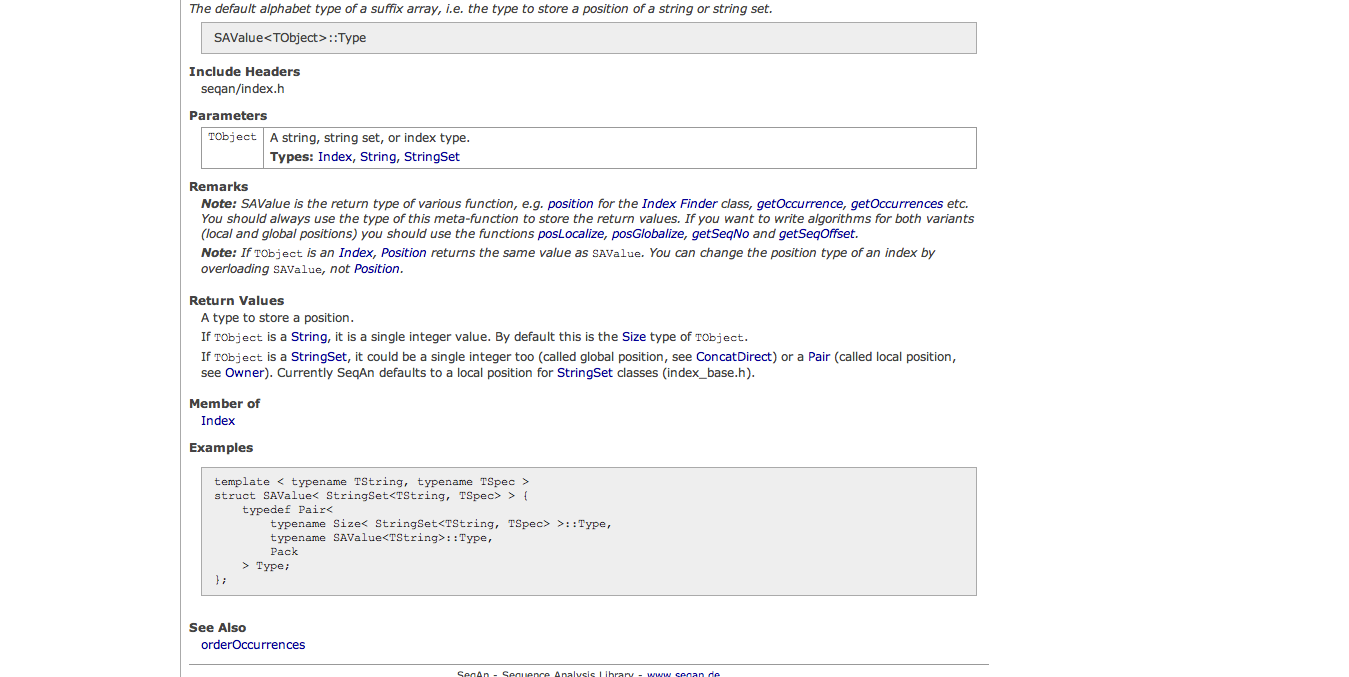 The default alphabet type of a suffix array, i.e. the type to store a position of a string or string set.
SAValue<TObject>::Type
Include Headers
seqan/index.h
Parameters
TObject A string, string set, or index type.
Types: Index, String, StringSet
Remarks
Note: SAValue is the return type of various function, e.g. position for the Index Finder class, getOccurrence, getOccurrences etc.
You should always use the type of this meta-function to store the return values. If you want to write algorithms for both variants
(local and global positions) you should use the functions posLocalize, posGlobalize, getSeqNo and getSeqOffset.
Note: If TObject is an Index, Position returns the same value as SAValue. You can change the position type of an index by
overloading SAValue, not Position.
Return Values
A type to store a position.
If TObject is a String, it is a single integer value. By default this is the Size type of TObject.
If TObject is a StringSet, it could be a single integer too (called global position, see ConcatDirect) or a Pair (called local position,
see Owner). Currently SeqAn defaults to a local position for StringSet classes (index_base.h).
Member of
Index
Examples
template < typename TString, typename TSpec >
struct SAValue< StringSet<TString, TSpec> > {
typedef Pair<
typename Size< StringSet<TString, TSpec> >::Type,
typename SAValue<TString>::Type,
Pack
> Type;
};
See Also
orderOccurrences
SeqAn - Sequence Analysis Library - www.seqan.de